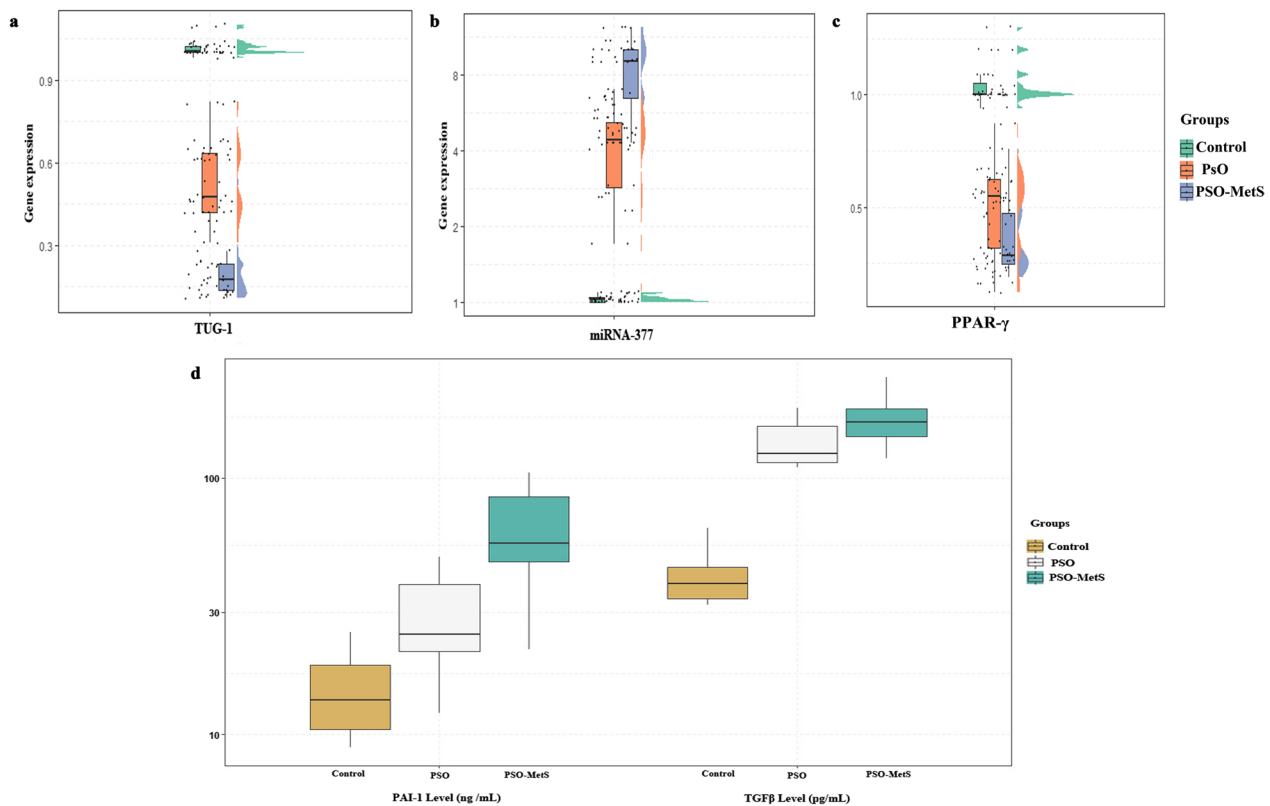 a
Gene expression
0.9
0.6
0.3
TUG-1
b
Gene expression
8
4
2
1
miRNA-377
c
1.0
0.5
PPAR-γ
Groups
Control
PsO
PSO-MetS
d
100
30
10
Control
PSO
PSO-MetS
Control
PSO
PSO-MetS
PAI-1 Level (ng /mL)
TGFβ Level (pg/mL)
Groups
Control
PSO
PSO-MetS